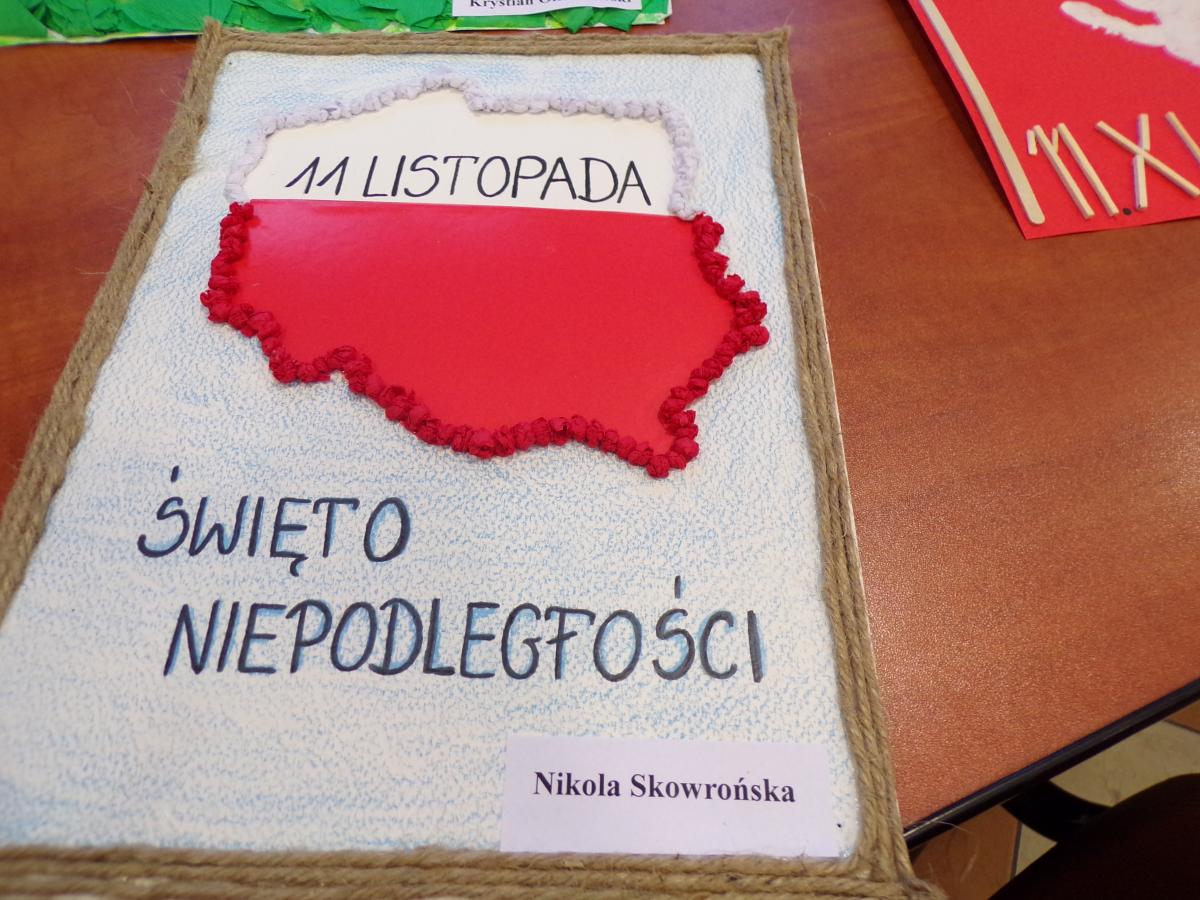 Krystian
11 LISTOPADA
ŚWIĘTO
NIEPODLEGŁOŚCI
Nikola Skowrońska